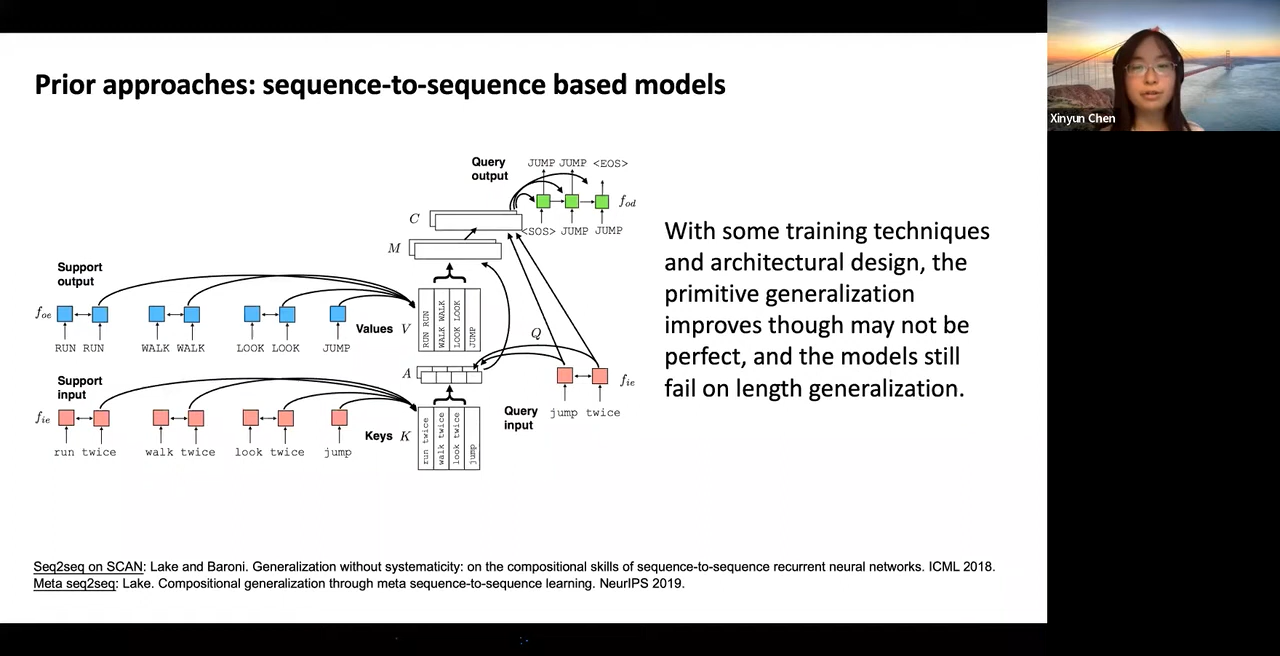 Prior approaches: sequence-to-sequence based models
Xinyun Chen
Query
output
JUMP JUMP <EOS>
C
f_od
<SOS> JUMP JUMP
M
Support
output
f_oe
RUN RUN
WALK WALK
LOOK LOOK
JUMP
Values V
RUN RUN
WALK WALK
LOOK LOOK
JUMP
Q
A
Support
input
f_ie
run twice
walk twice
look twice
jump
Keys K
run twice
walk twice
look twice
jump
Query
input
jump twice
f_ie
With some training techniques
and architectural design, the
primitive generalization
improves though may not be
perfect, and the models still
fail on length generalization.
Seq2seq on SCAN: Lake and Baroni. Generalization without systematicity: on the compositional skills of sequence-to-sequence recurrent neural networks. ICML 2018.
Meta seq2seq: Lake. Compositional generalization through meta sequence-to-sequence learning. NeurIPS 2019.